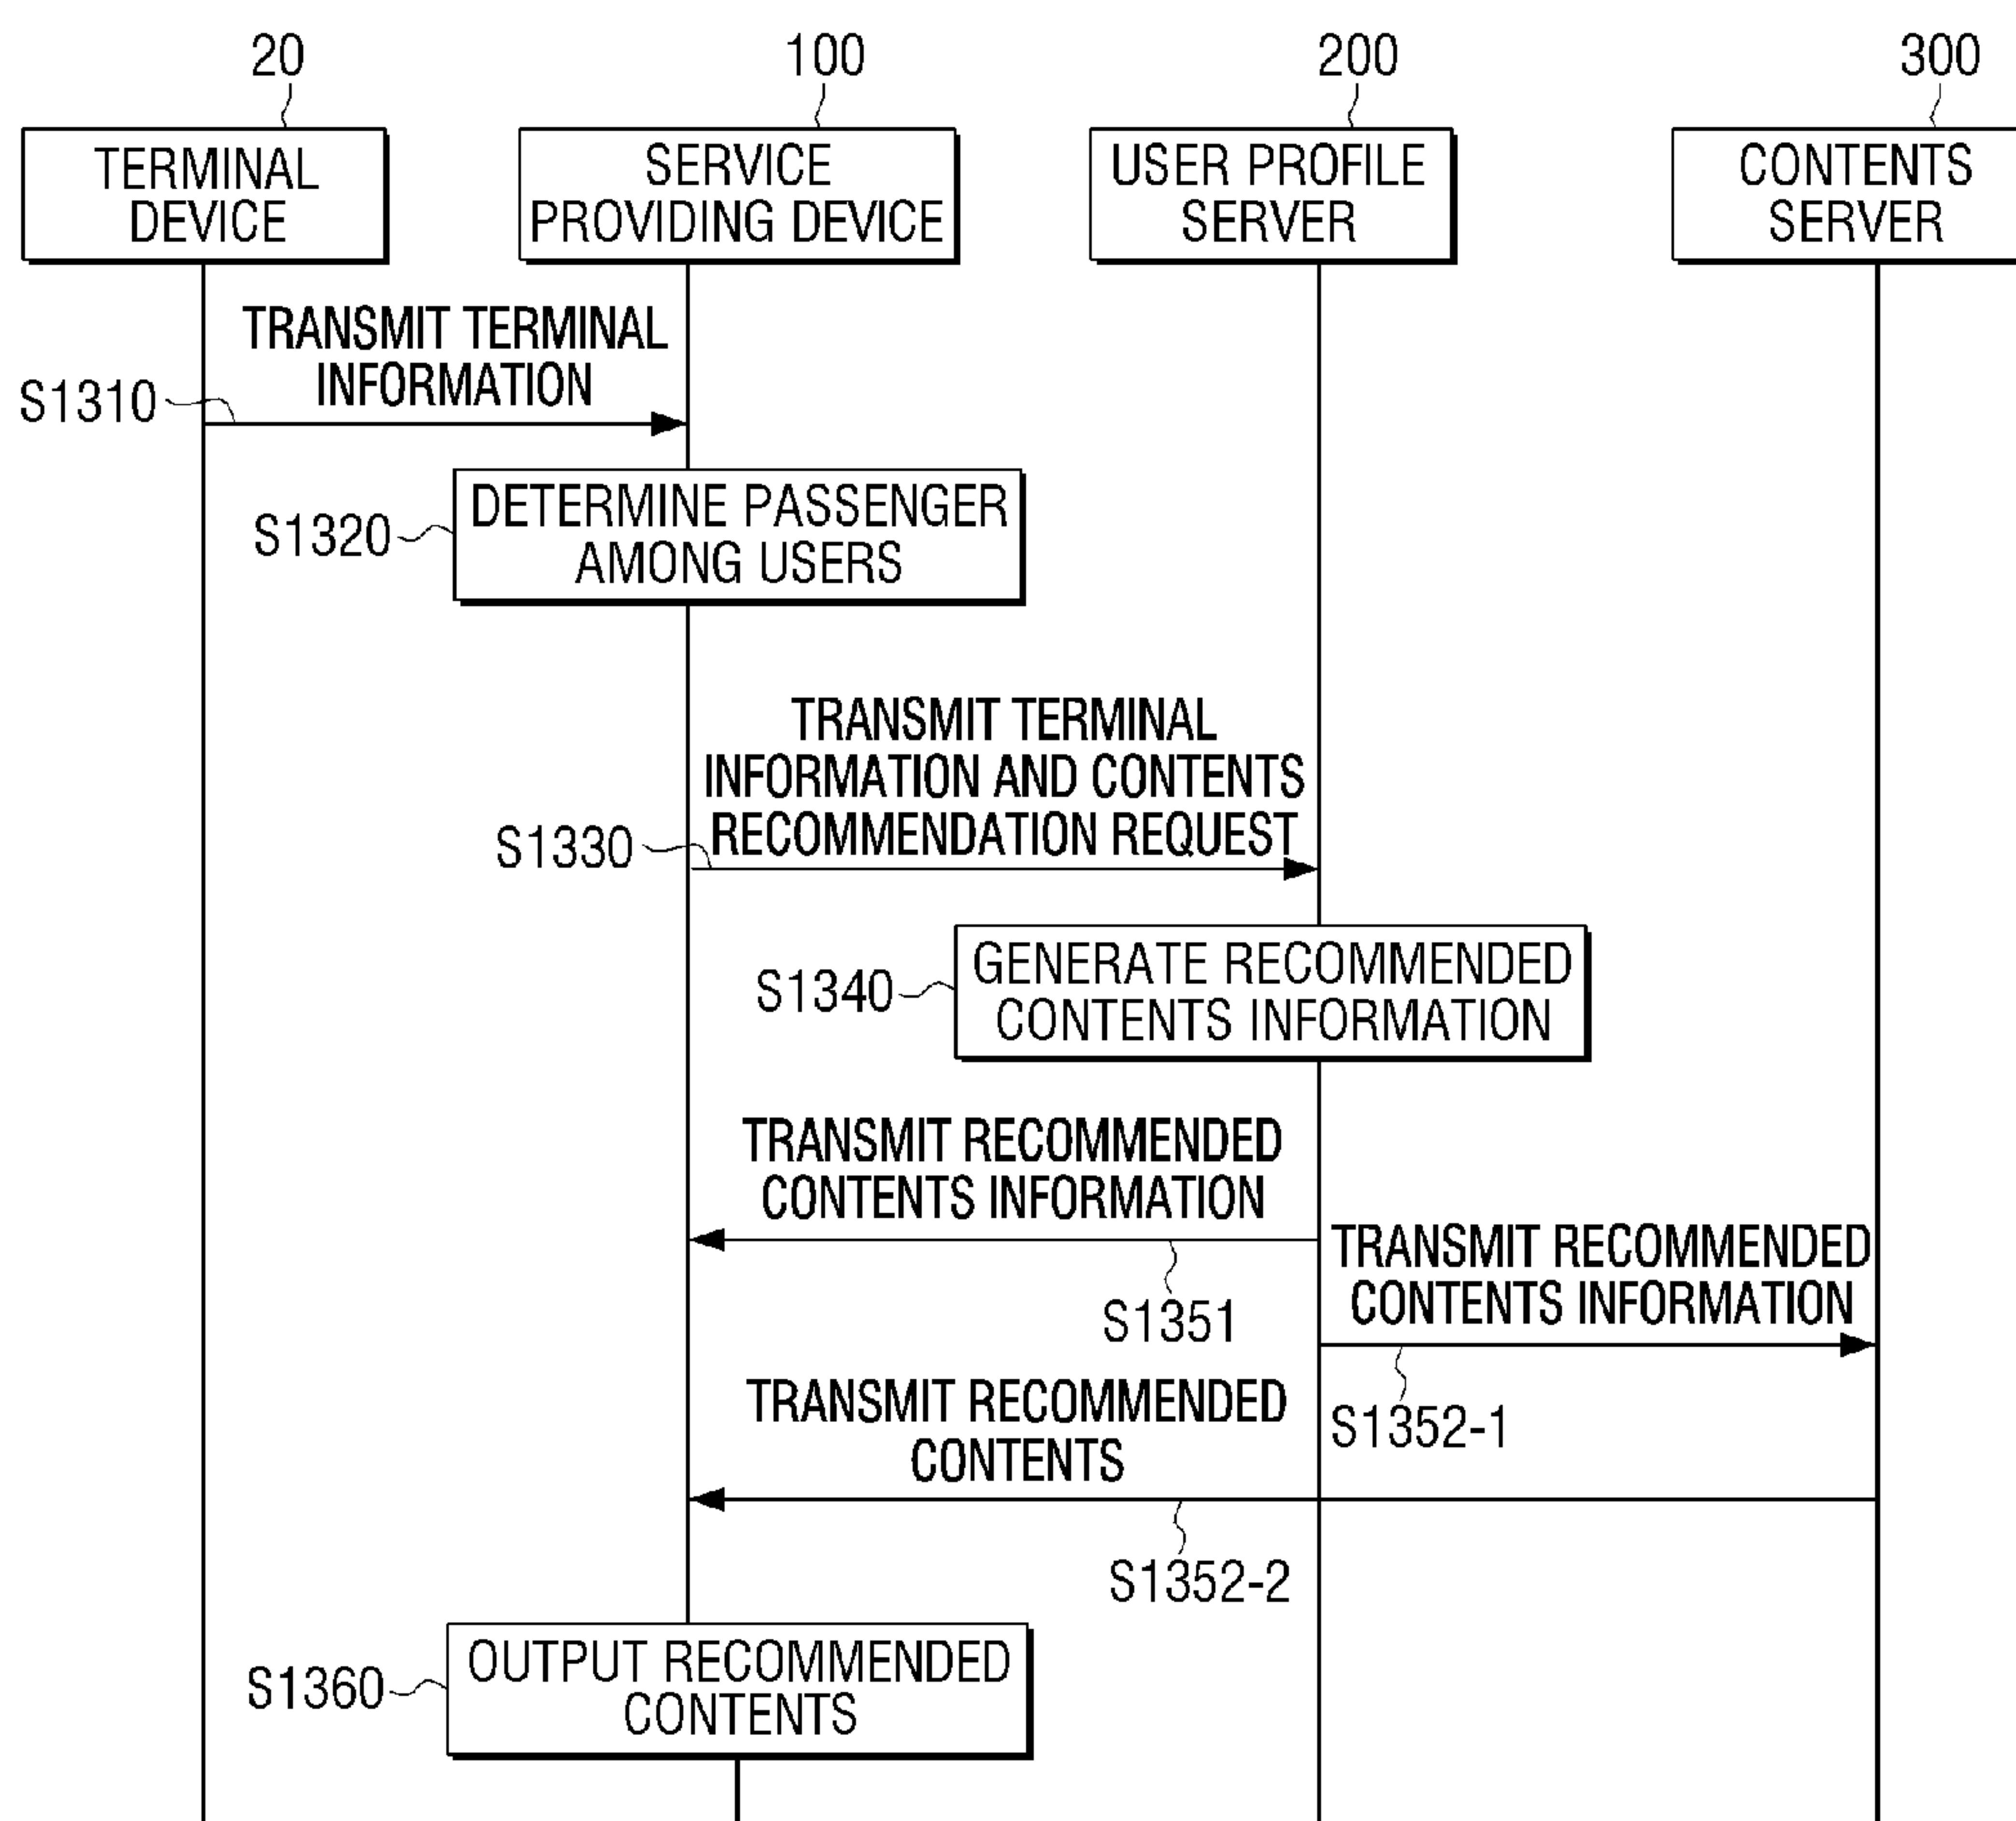 20
100
200
300
TERMINAL
DEVICE
SERVICE
PROVIDING DEVICE
USER PROFILE
SERVER
CONTENTS
SERVER
TRANSMIT TERMINAL
INFORMATION
S1310
DETERMINE PASSENGER
AMONG USERS
S1320
TRANSMIT TERMINAL
INFORMATION AND CONTENTS
RECOMMENDATION REQUEST
S1330
GENERATE RECOMMENDED
CONTENTS INFORMATION
S1340
TRANSMIT RECOMMENDED
CONTENTS INFORMATION
S1351
TRANSMIT RECOMMENDED
CONTENTS INFORMATION
S1352-1
TRANSMIT RECOMMENDED
CONTENTS
S1352-2
OUTPUT RECOMMENDED
CONTENTS
S1360